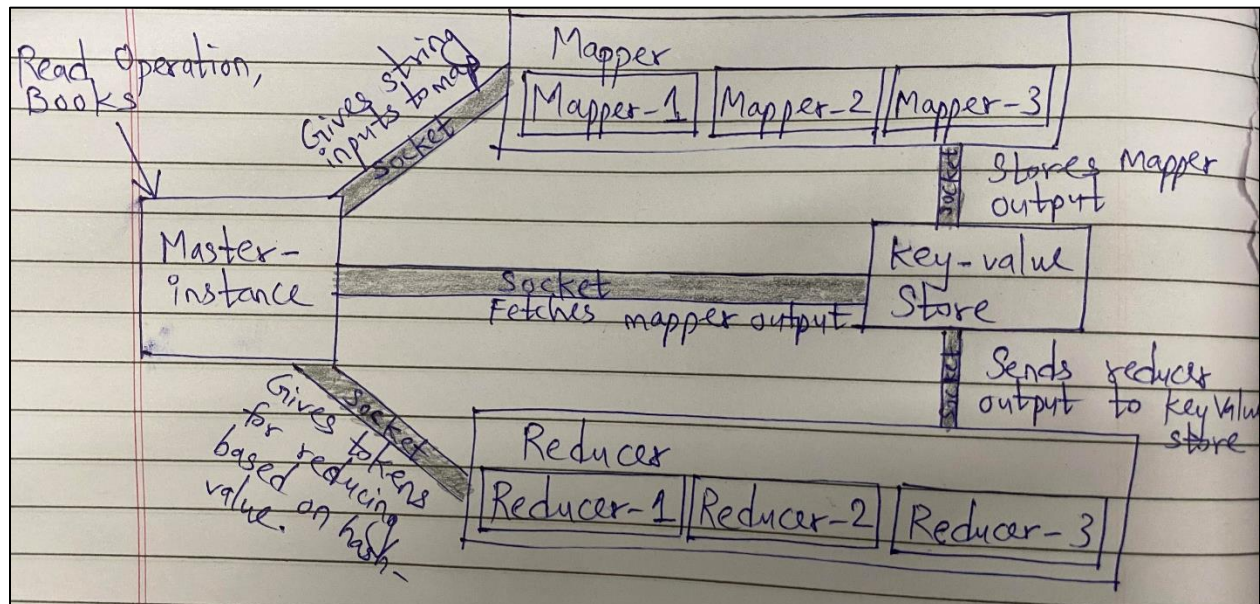 Read Operation,
Books
Gives string
inputs to map
Socket
Mapper
Mapper-1
Mapper-2
Mapper-3
Socket
Stores Mapper
output
Master-
instance
Socket
Fetches mapper output
Key-value
Store
Socket
Sends reducer
output to Key Value
store
Socket
Gives tokens
for reducing
based on hash-
value.
Reducer
Reducer-1
Reducer-2
Reducer-3